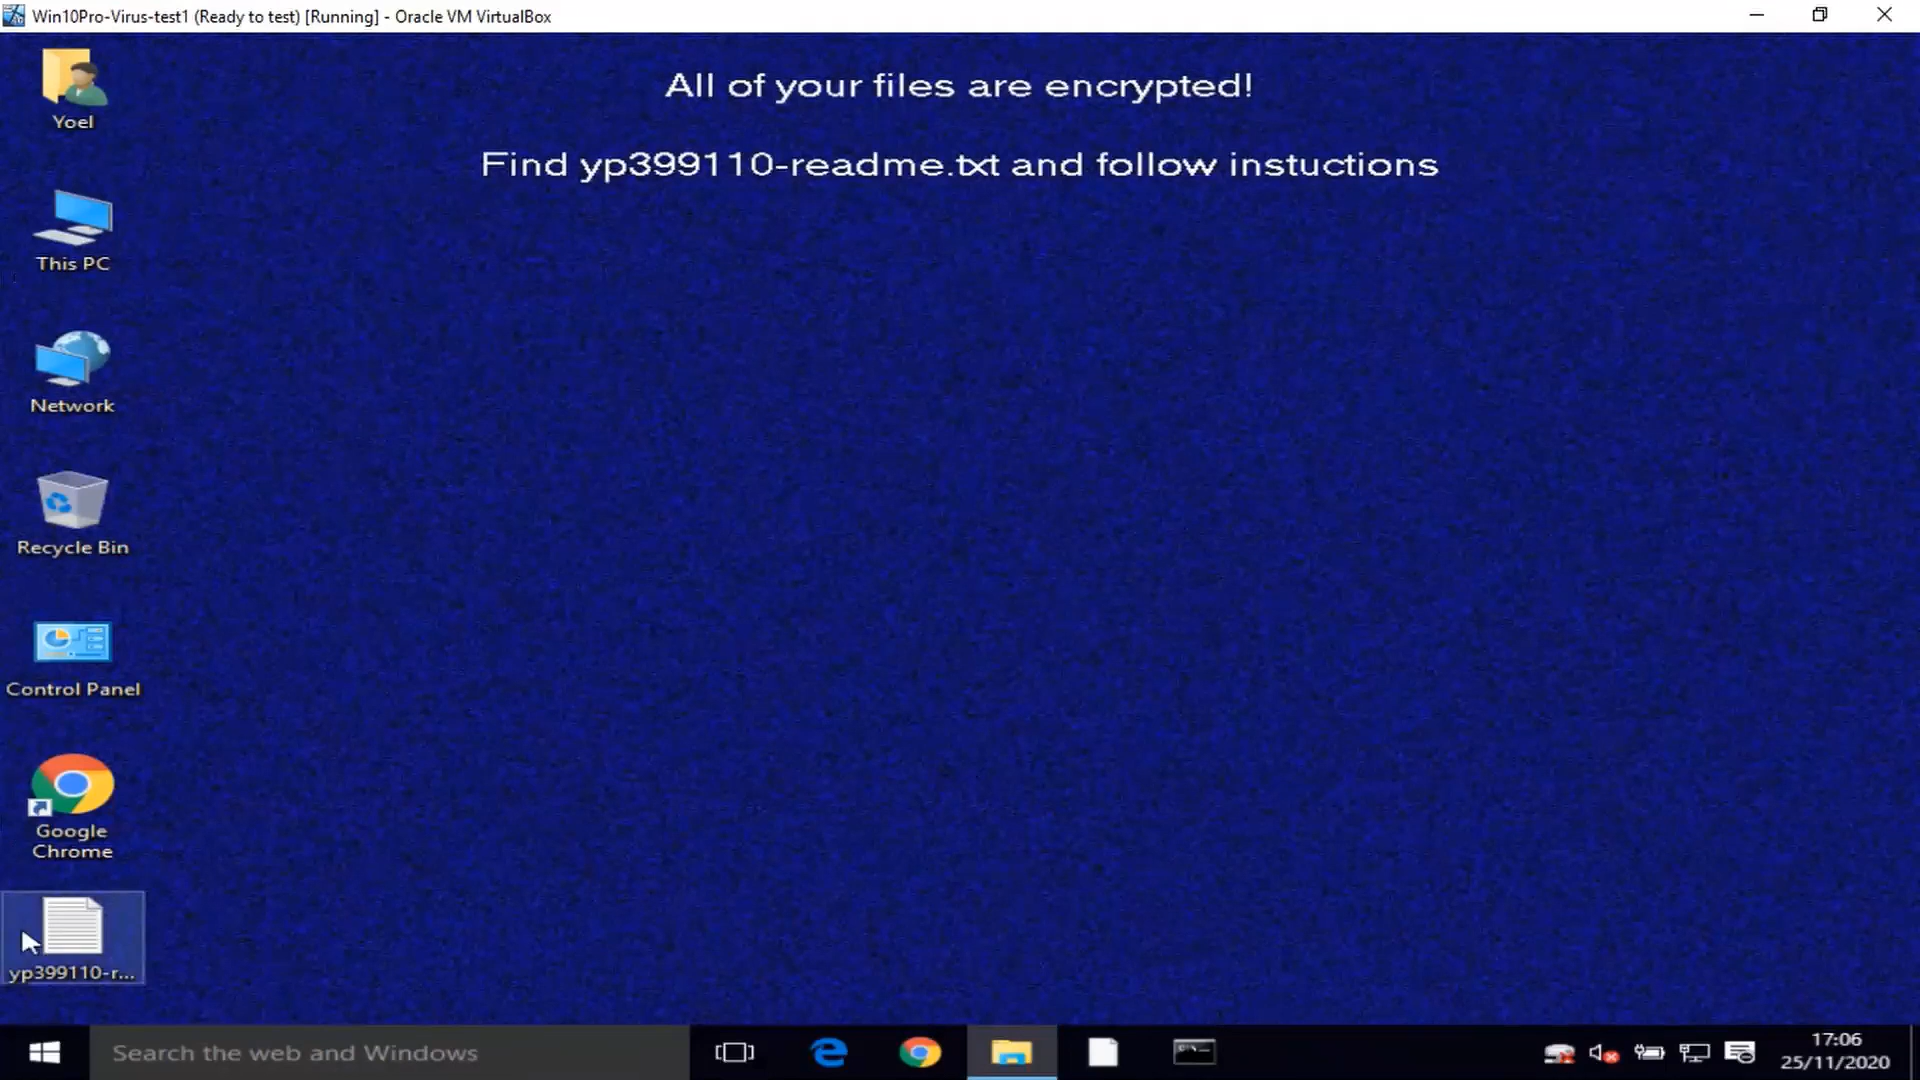 Win10Pro-Virus-test1 (Ready to test) [Running] - Oracle VM VirtualBox
All of your files are encrypted!
Find yp399110-readme.txt and follow instuctions
Yoel
This PC
Network
Recycle Bin
Control Panel
Google
Chrome
yp399110-r...
Search the web and Windows
17:06
25/11/2020